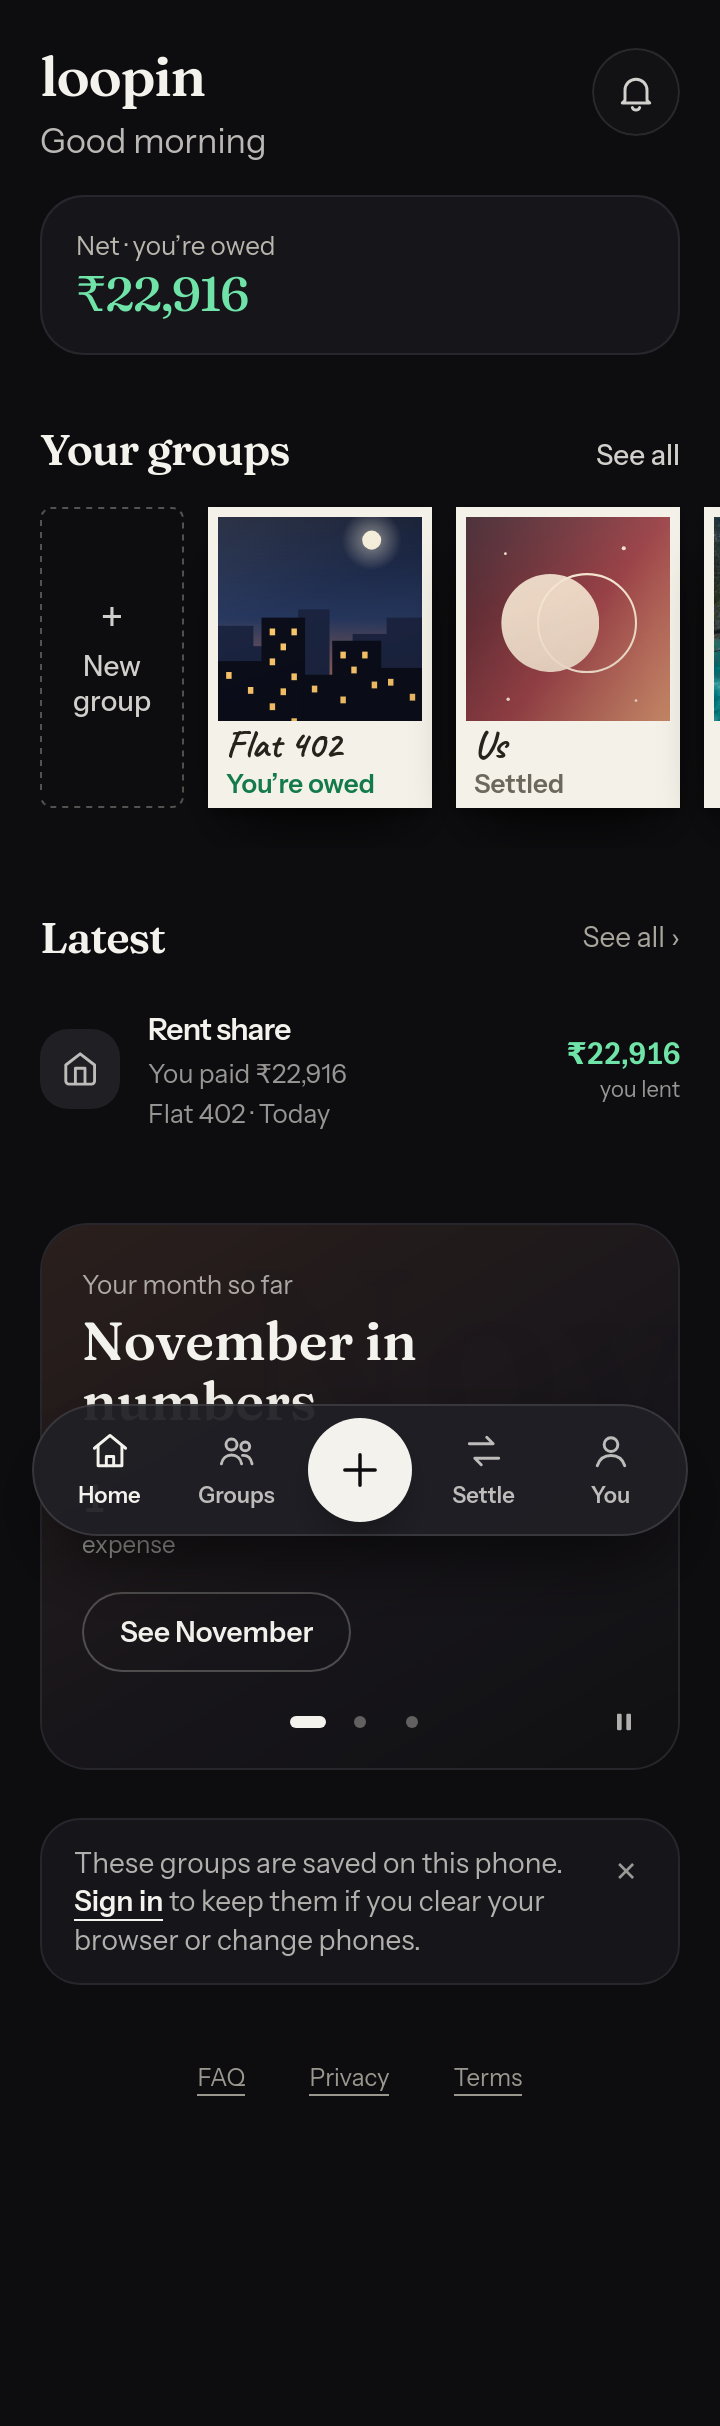 loopin
Good morning
Net · you’re owed
₹22,916
Your groups
See all
+
New
group
Flat 402
You’re owed
Us
Settled
Latest
See all ›
Rent share
You paid ₹22,916
Flat 402 · Today
₹22,916
you lent
Your month so far
November in
numbers
Home
Groups
Settle
You
expense
See November
These groups are saved on this phone.
Sign in to keep them if you clear your
browser or change phones.
FAQ
Privacy
Terms